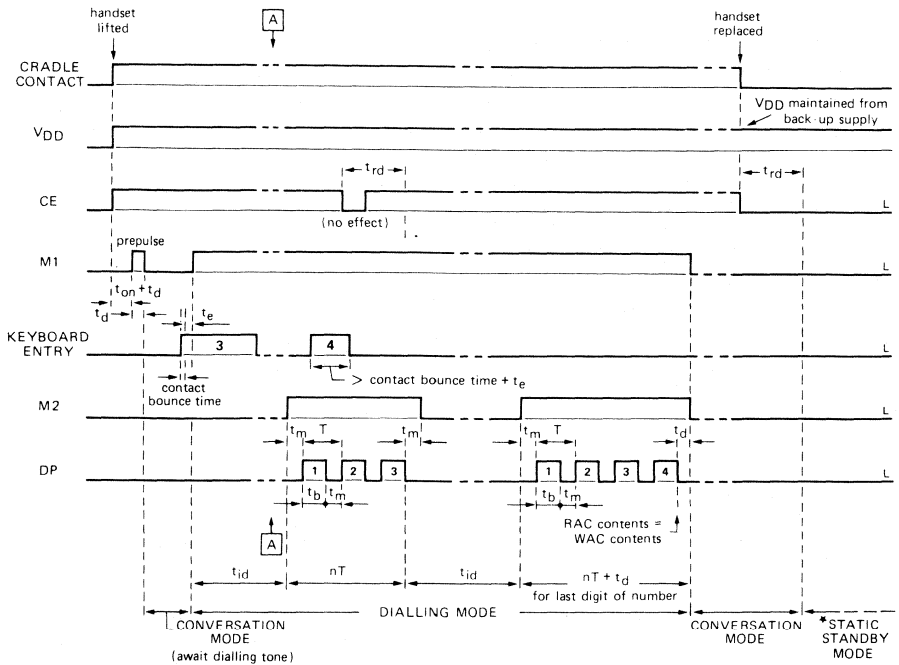 handset
lifted
A
handset
replaced
CRADLE
CONTACT
VDD maintained from
back-up supply
VDD
trd
trd
CE
(no effect)
L
prepulse
M1
L
ton + td
td
te
KEYBOARD
ENTRY
3
4
L
contact
bounce time
> contact bounce time + te
M2
L
tm
T
tm
tm
T
td
DP
1
2
3
1
2
3
4
L
tb
tm
tb
tm
RAC contents =
WAC contents
A
tid
nT
tid
nT + td
for last digit of number
DIALLING MODE
CONVERSATION
MODE
(await dialling tone)
CONVERSATION
MODE
*STATIC
STANDBY
MODE